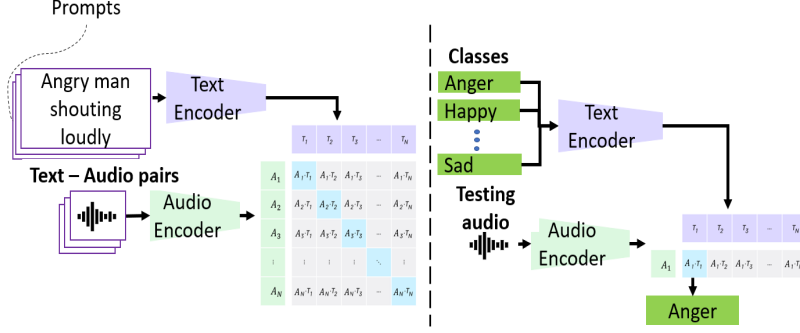 Prompts
Angry man
shouting
loudly
Text
Encoder
Text – Audio pairs
Audio
Encoder
T1 T2 T3 ... TN
A1 A1·T1 A1·T2 A1·T3 ... A1·TN
A2 A2·T1 A2·T2 A2·T3 ... A2·TN
A3 A3·T1 A3·T2 A3·T3 ... A3·TN
⋮ ⋮ ⋮ ⋮ ⋱ ⋮
AN AN·T1 AN·T2 AN·T3 ... AN·TN
Classes
Anger
Happy
Sad
Text
Encoder
Testing
audio
Audio
Encoder
T1 T2 T3 ... TN
A1 A1·T1 A1·T2 A1·T3 ... A1·TN
Anger